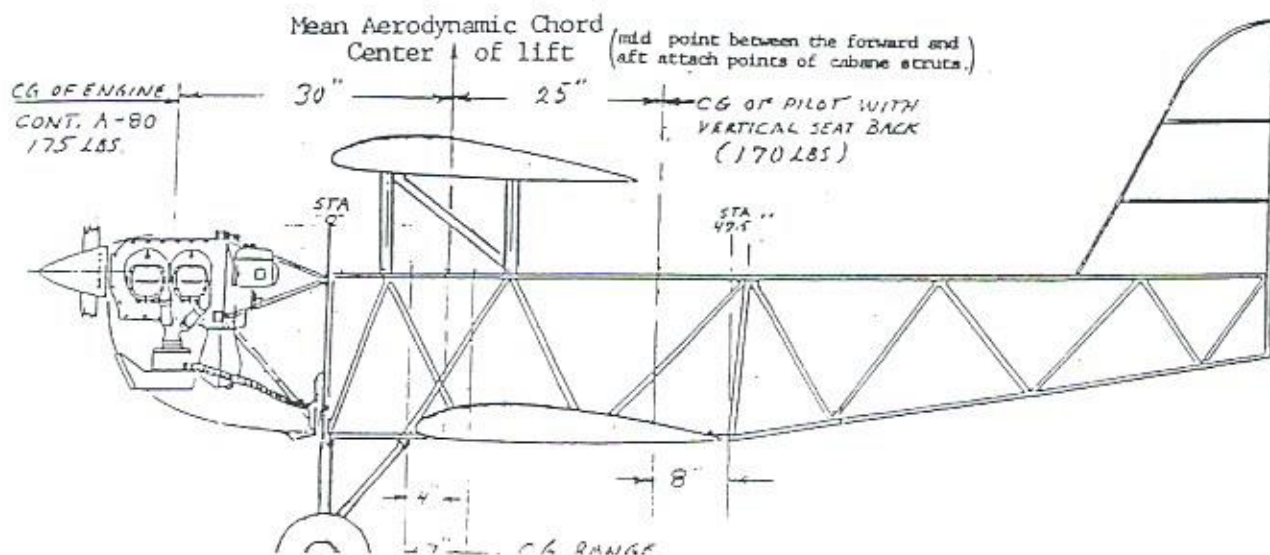 Mean Aerodynamic Chord
Center of lift
(mid point between the forward and
aft attach points of cabane struts.)
CG OF ENGINE
CONT. A-80
175 LBS.
30"
25"
CG OF PILOT WITH
VERTICAL SEAT BACK
(170 LBS)
STA
0"
STA
47.5"
8"
4"
7"
CG RANGE